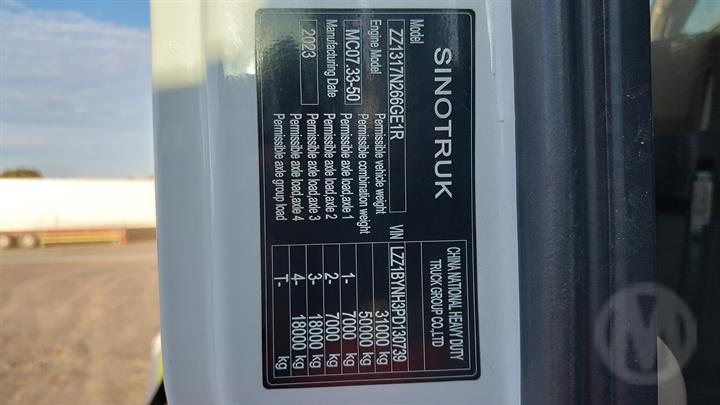 SINOTRUK
CHINA NATIONAL HEAVY DUTY
TRUCK GROUP CO.,LTD
Model ZZ1317N266GE1R VIN LZZ1BYNH3PD130739
Engine Model
MC07.33-50
Manufacturing Date
2023
Permissible vehicle weight 31000 kg
Permissible combination weight 50000 kg
Permissible axle load,axle 1 1- 7000 kg
Permissible axle load, axle 2 2- 7000 kg
Permissible axle load, axle 3 3- 18000 kg
Permissible axle load, axle 4 4- 18000 kg
Permissible axle group load T- kg
M